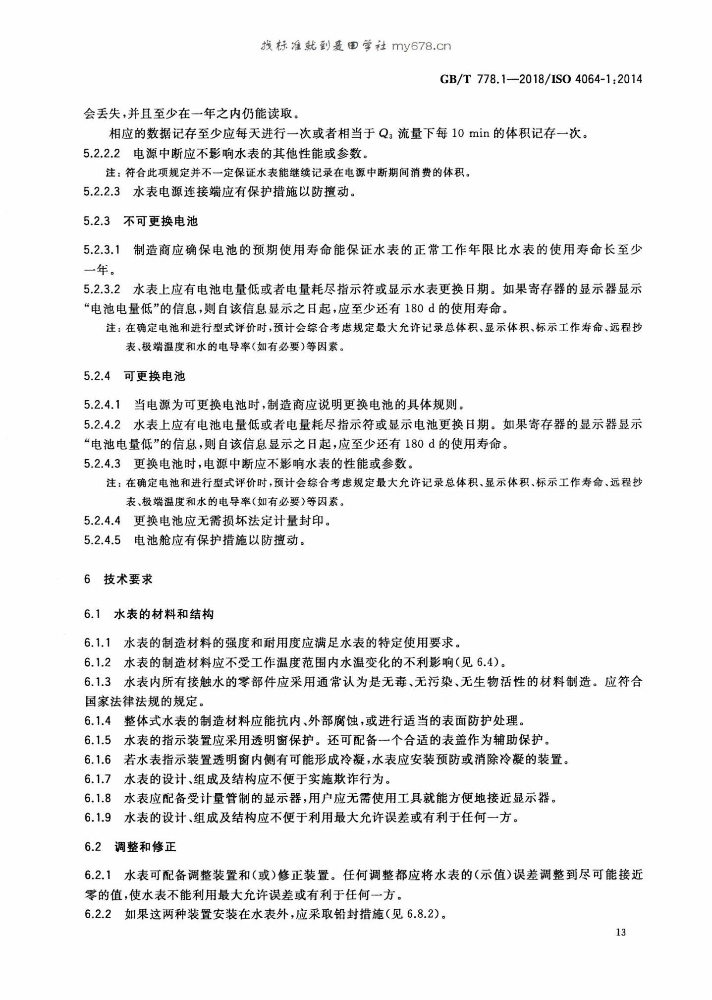 找标准就到麦田学社 my678.cn
GB/T 778.1—2018/ISO 4064-1:2014
会丢失,并且至少在一年之内仍能读取。
相应的数据记存至少应每天进行一次或者相当于 Q₃ 流量下每 10 min 的体积记存一次。
5.2.2.2 电源中断应不影响水表的其他性能或参数。
注:符合此项规定并不一定保证水表能继续记录在电源中断期间消费的体积。
5.2.2.3 水表电源连接端应有保护措施以防擅动。
5.2.3 不可更换电池
5.2.3.1 制造商应确保电池的预期使用寿命能保证水表的正常工作年限比水表的使用寿命长至少
一年。
5.2.3.2 水表上应有电池电量低或者电量耗尽指示符或显示水表更换日期。如果寄存器的显示器显示
“电池电量低”的信息,则自该信息显示之日起,应至少还有 180 d 的使用寿命。
注:在确定电池和进行型式评价时,预计会综合考虑规定最大允许记录总体积、显示体积、标示工作寿命、远程抄
表、极端温度和水的电导率(如有必要)等因素。
5.2.4 可更换电池
5.2.4.1 当电源为可更换电池时,制造商应说明更换电池的具体规则。
5.2.4.2 水表上应有电池电量低或者电量耗尽指示符或显示电池更换日期。如果寄存器的显示器显示
“电池电量低”的信息,则自该信息显示之日起,应至少还有 180 d 的使用寿命。
5.2.4.3 更换电池时,电源中断应不影响水表的性能或参数。
注:在确定电池和进行型式评价时,预计会综合考虑规定最大允许记录总体积、显示体积、标示工作寿命、远程抄
表、极端温度和水的电导率(如有必要)等因素。
5.2.4.4 更换电池应无需损坏法定计量封印。
5.2.4.5 电池舱应有保护措施以防擅动。
6 技术要求
6.1 水表的材料和结构
6.1.1 水表的制造材料的强度和耐用度应满足水表的特定使用要求。
6.1.2 水表的制造材料应不受工作温度范围内水温变化的不利影响(见 6.4)。
6.1.3 水表内所有接触水的零部件应采用通常认为是无毒、无污染、无生物活性的材料制造。应符合
国家法律法规的规定。
6.1.4 整体式水表的制造材料应能抗内、外部腐蚀,或进行适当的表面防护处理。
6.1.5 水表的指示装置应采用透明窗保护。还可配备一个合适的表盖作为辅助保护。
6.1.6 若水表指示装置透明窗内侧有可能形成冷凝,水表应安装预防或消除冷凝的装置。
6.1.7 水表的设计、组成及结构应不便于实施欺诈行为。
6.1.8 水表应配备受计量管制的显示器,用户应无需使用工具就能方便地接近显示器。
6.1.9 水表的设计、组成及结构应不便于利用最大允许误差或有利于任何一方。
6.2 调整和修正
6.2.1 水表可配备调整装置和(或)修正装置。任何调整都应将水表的(示值)误差调整到尽可能接近
零的值,使水表不能利用最大允许误差或有利于任何一方。
6.2.2 如果这两种装置安装在水表外,应采取铅封措施(见 6.8.2)。
13